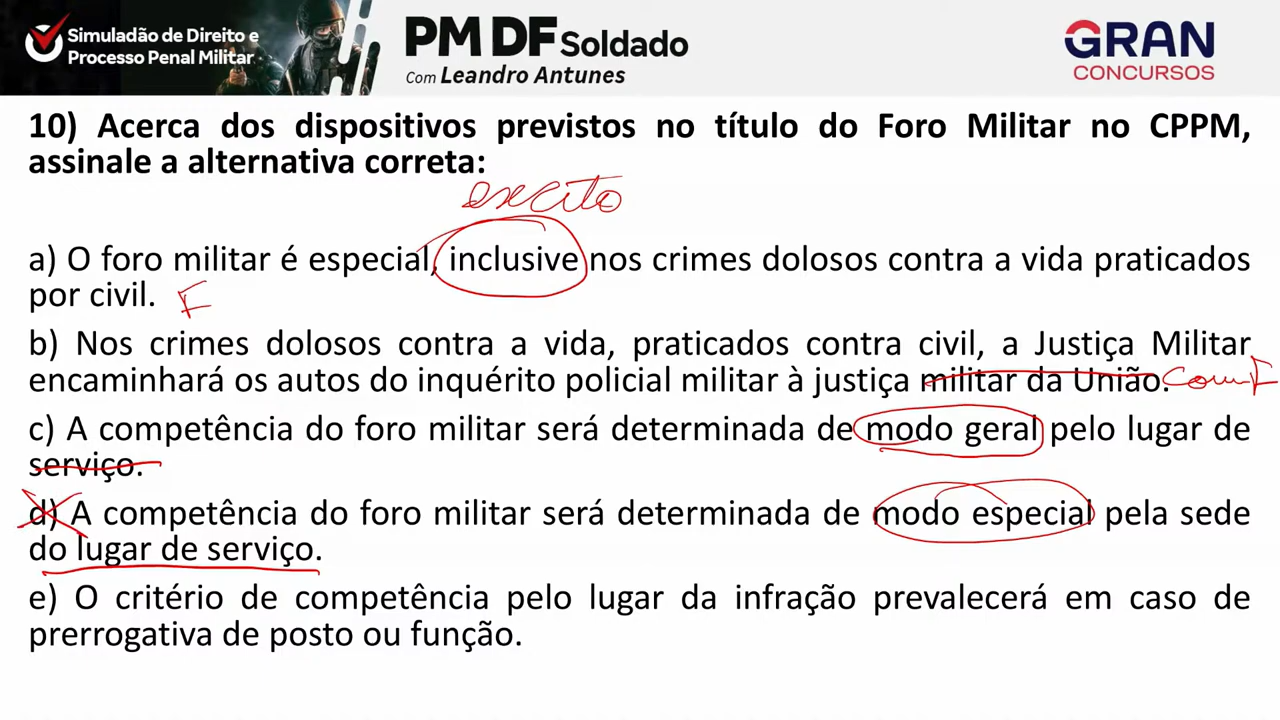 Simuladão de Direito e
Processo Penal Militar
PM DF Soldado
Com Leandro Antunes
GRAN
CONCURSOS
10) Acerca dos dispositivos previstos no título do Foro Militar no CPPM,
assinale a alternativa correta:
a) O foro militar é especial, inclusive nos crimes dolosos contra a vida praticados
por civil. F
b) Nos crimes dolosos contra a vida, praticados contra civil, a Justiça Militar
encaminhará os autos do inquérito policial militar à justiça militar da União. F
c) A competência do foro militar será determinada de modo geral pelo lugar de
serviço.
d) A competência do foro militar será determinada de modo especial pela sede
do lugar de serviço.
e) O critério de competência pelo lugar da infração prevalecerá em caso de
prerrogativa de posto ou função.